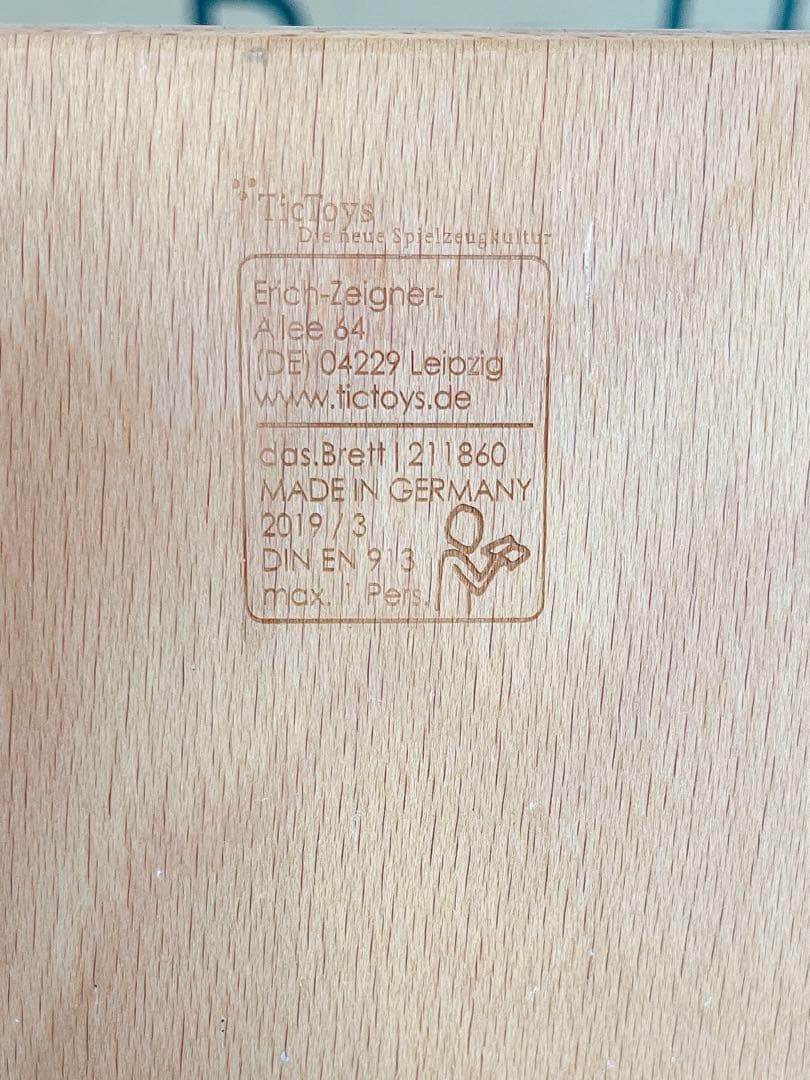 TicToys
Die neue Spielzeugkultur
Erich-Zeigner-
Allee 64
(DE) 04229 Leipzig
www.tictoys.de
das.Brett | 211860
MADE IN GERMANY
2019 / 3
DIN EN 913
max. 1 Pers.